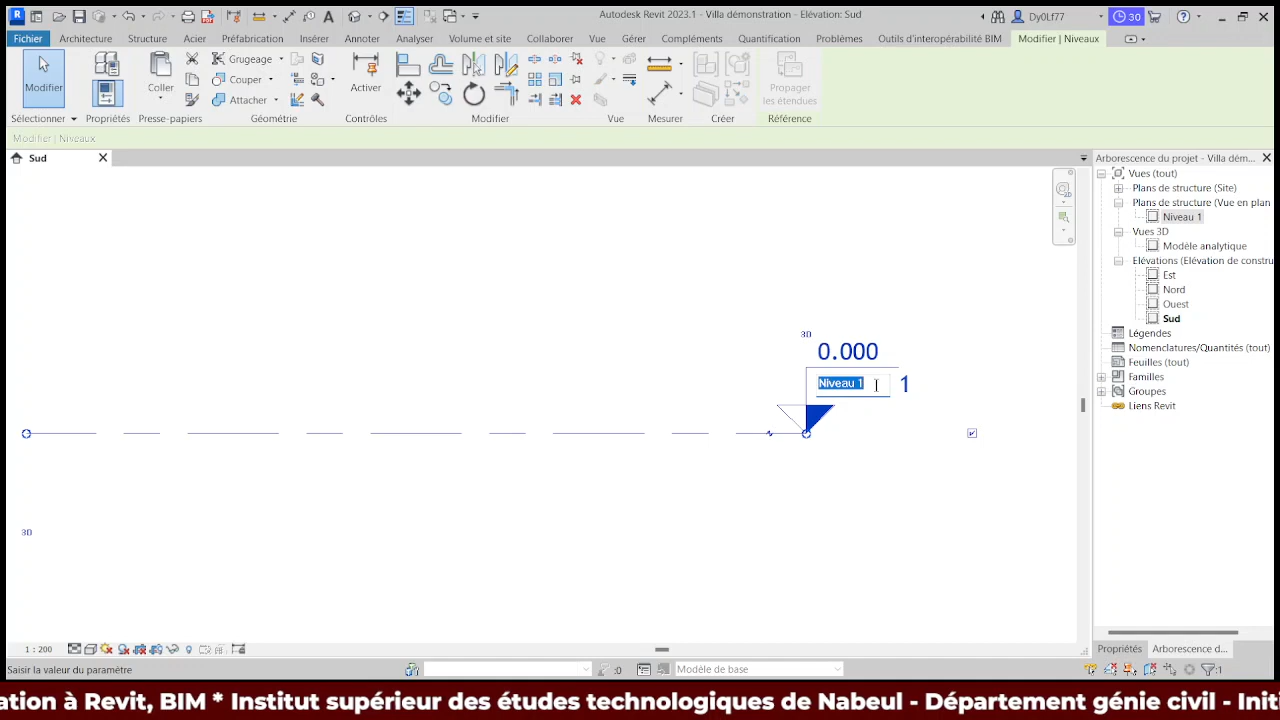 Autodesk Revit 2023.1 - Villa démonstration - Elévation: Sud
Dy0Lf77
30
Fichier
Architecture
Structure
Acier
Préfabrication
Insérer
Annoter
Analyser
Volume et site
Collaborer
Vue
Gérer
Compléments
Quantification
Problèmes
Outils d'interopérabilité BIM
Modifier | Niveaux
Modifier
Coller
Grugeage
Couper
Attacher
Activer
Propager
les étendues
Sélectionner
Propriétés
Presse-papiers
Géométrie
Contrôles
Modifier
Vue
Mesurer
Créer
Référence
Modifier | Niveaux
Sud
Arborescence du projet - Villa dém...
Vues (tout)
Plans de structure (Site)
Plans de structure (Vue en plan
Niveau 1
Vues 3D
Modèle analytique
Elévations (Elévation de constru
Est
Nord
Ouest
Sud
Légendes
Nomenclatures/Quantités (tout)
Feuilles (tout)
Familles
Groupes
Liens Revit
3D
0.000
Niveau 1
1
3D
1 : 200
Propriétés
Arborescence d...
Saisir la valeur du paramètre
:0
Modèle de base
:1
ation à Revit, BIM * Institut supérieur des études technologiques de Nabeul - Département génie civil - Init